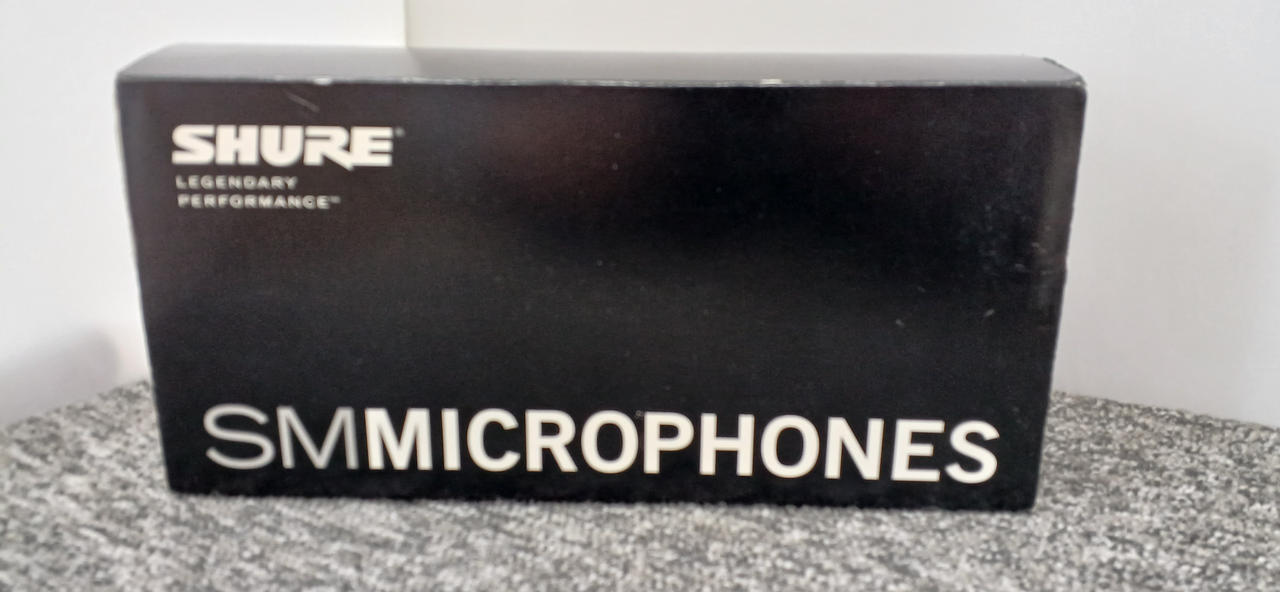 SHURE®
LEGENDARY
PERFORMANCE™
SMMICROPHONES